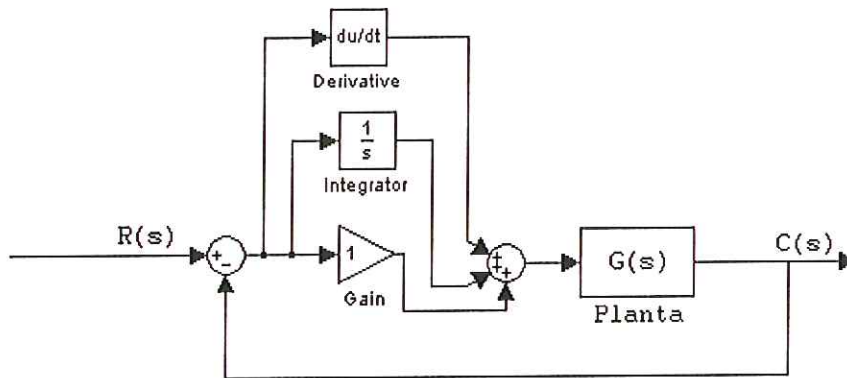 du/dt
Derivative
1
s
Integrator
R(s)
+
-
1
Gain
+
+
+
G(s)
C(s)
Planta